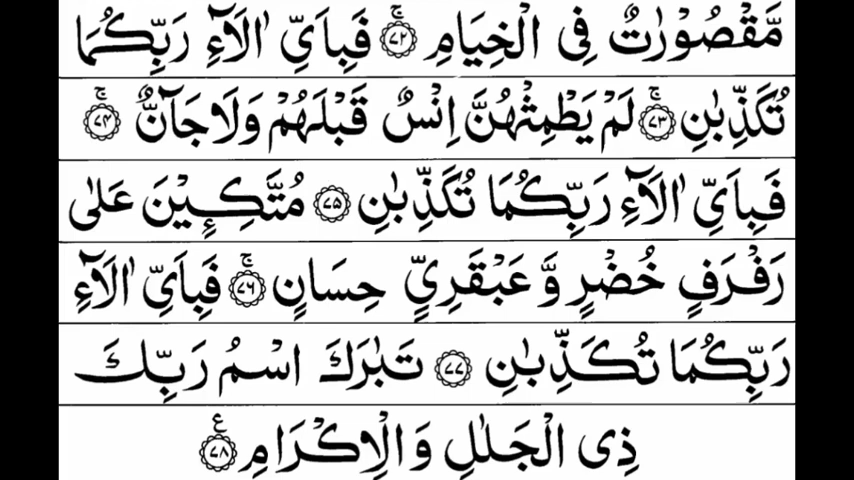 مَّقْصُوْرٰتٌ فِى الْخِيَامِ ۚ﴿۷۲﴾ فَبِاَىِّ اٰلَآءِ رَبِّكُمَا
تُكَذِّبٰنِ ۚ﴿۷۳﴾ لَمْ يَطْمِثْهُنَّ اِنْسٌ قَبْلَهُمْ وَلَا جَآنٌّ ۚ﴿۷۴﴾
فَبِاَىِّ اٰلَآءِ رَبِّكُمَا تُكَذِّبٰنِ ﴿۷۵﴾ مُتَّكِـِٕيْنَ عَلٰى
رَفْرَفٍ خُضْرٍ وَّ عَبْقَرِىٍّ حِسَانٍ ۚ﴿۷۶﴾ فَبِاَىِّ اٰلَآءِ
رَبِّكُمَا تُكَذِّبٰنِ ﴿۷۷﴾ تَبٰرَكَ اسْمُ رَبِّكَ
ذِى الْجَلٰلِ وَ الْاِكْرَامِ ﴿۷۸﴾ ع